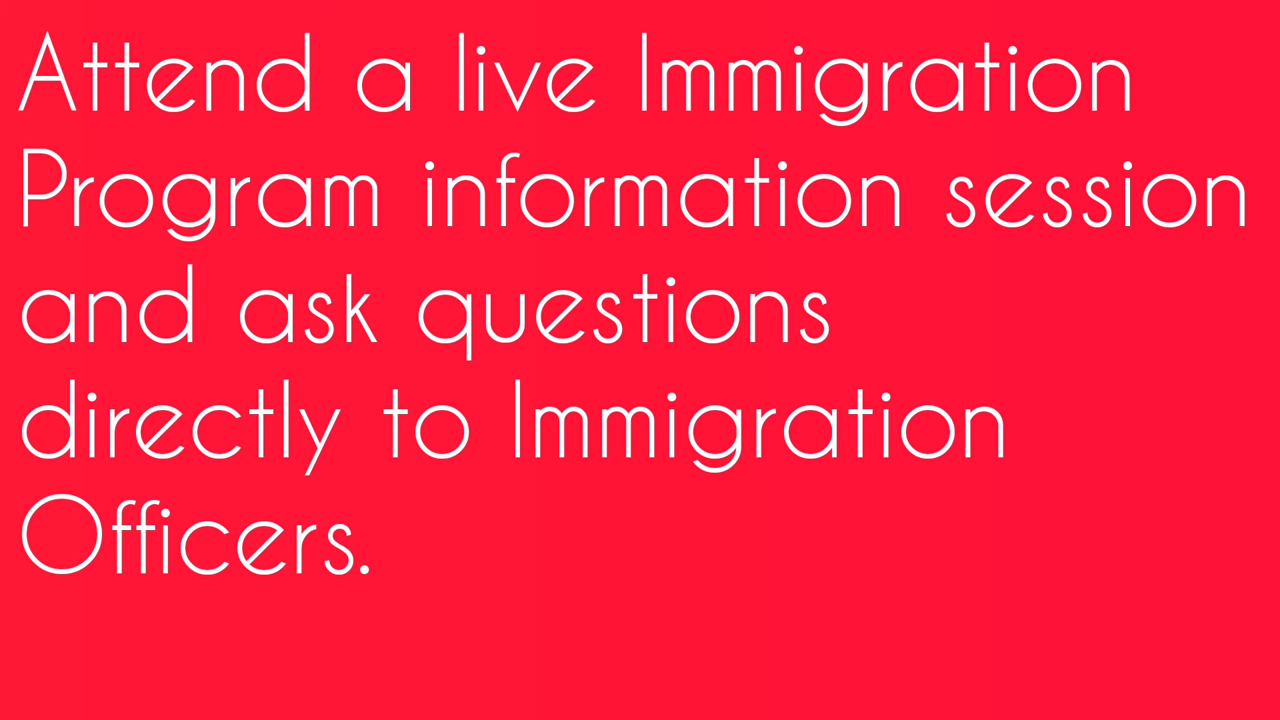 Attend a live Immigration
Program information session
and ask questions
directly to Immigration
Officers.